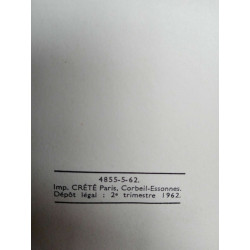 4855-5-62.
Imp. CRÉTÉ Paris, Corbeil-Essonnes.
Dépôt légal : 2e trimestre 1962.